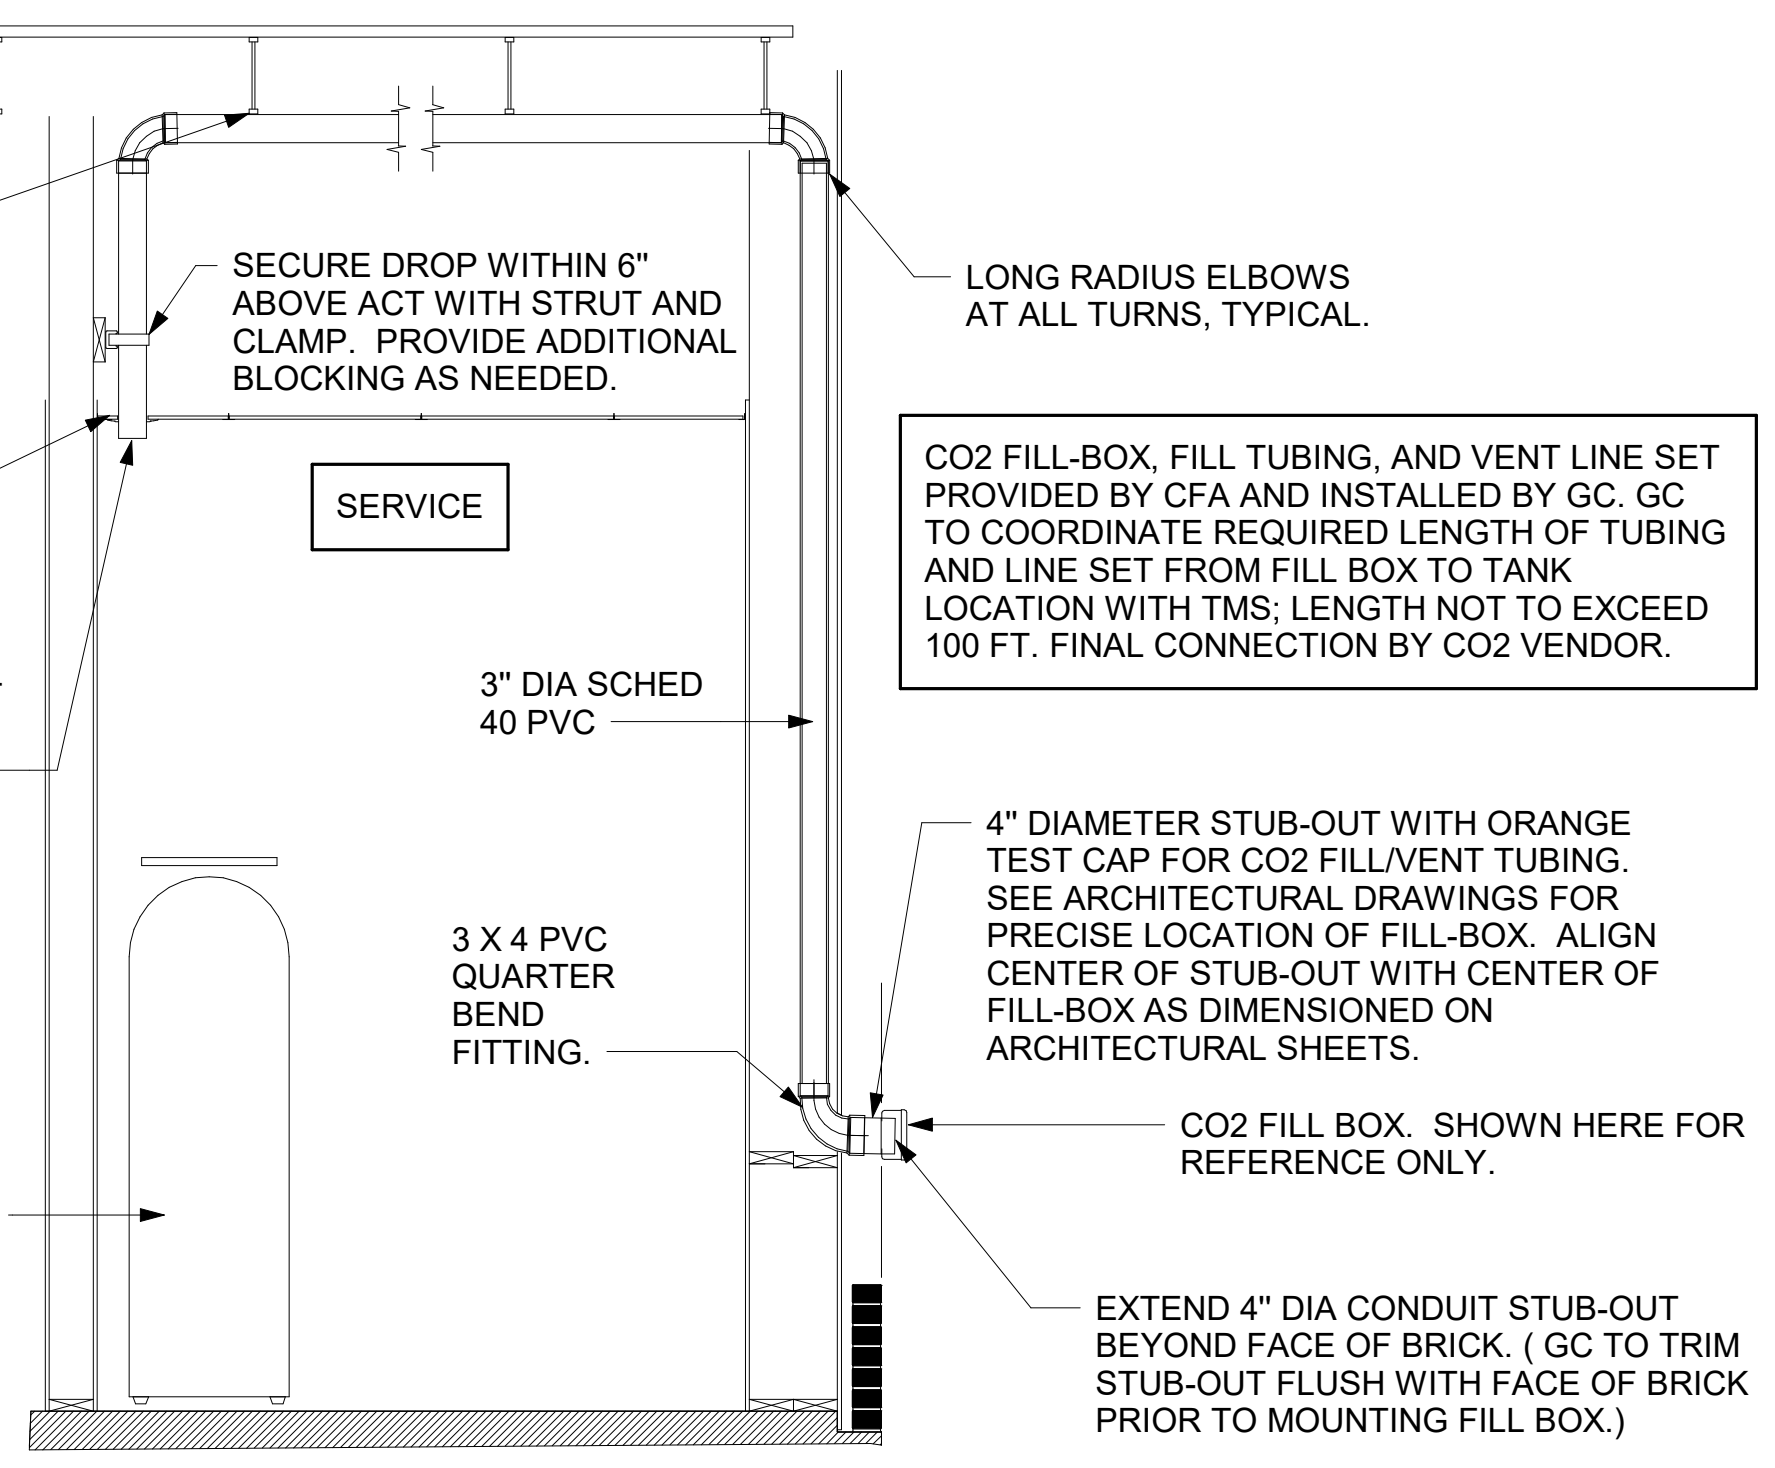 SECURE DROP WITHIN 6"
ABOVE ACT WITH STRUT AND
CLAMP.  PROVIDE ADDITIONAL
BLOCKING AS NEEDED.
LONG RADIUS ELBOWS
AT ALL TURNS, TYPICAL.
SERVICE
CO2 FILL-BOX, FILL TUBING, AND VENT LINE SET
PROVIDED BY CFA AND INSTALLED BY GC. GC
TO COORDINATE REQUIRED LENGTH OF TUBING
AND LINE SET FROM FILL BOX TO TANK
LOCATION WITH TMS; LENGTH NOT TO EXCEED
100 FT. FINAL CONNECTION BY CO2 VENDOR.
3" DIA SCHED
40 PVC
4" DIAMETER STUB-OUT WITH ORANGE
TEST CAP FOR CO2 FILL/VENT TUBING.
SEE ARCHITECTURAL DRAWINGS FOR
PRECISE LOCATION OF FILL-BOX.  ALIGN
CENTER OF STUB-OUT WITH CENTER OF
FILL-BOX AS DIMENSIONED ON
ARCHITECTURAL SHEETS.
3 X 4 PVC
QUARTER
BEND
FITTING.
CO2 FILL BOX.  SHOWN HERE FOR
REFERENCE ONLY.
EXTEND 4" DIA CONDUIT STUB-OUT
BEYOND FACE OF BRICK. ( GC TO TRIM
STUB-OUT FLUSH WITH FACE OF BRICK
PRIOR TO MOUNTING FILL BOX.)